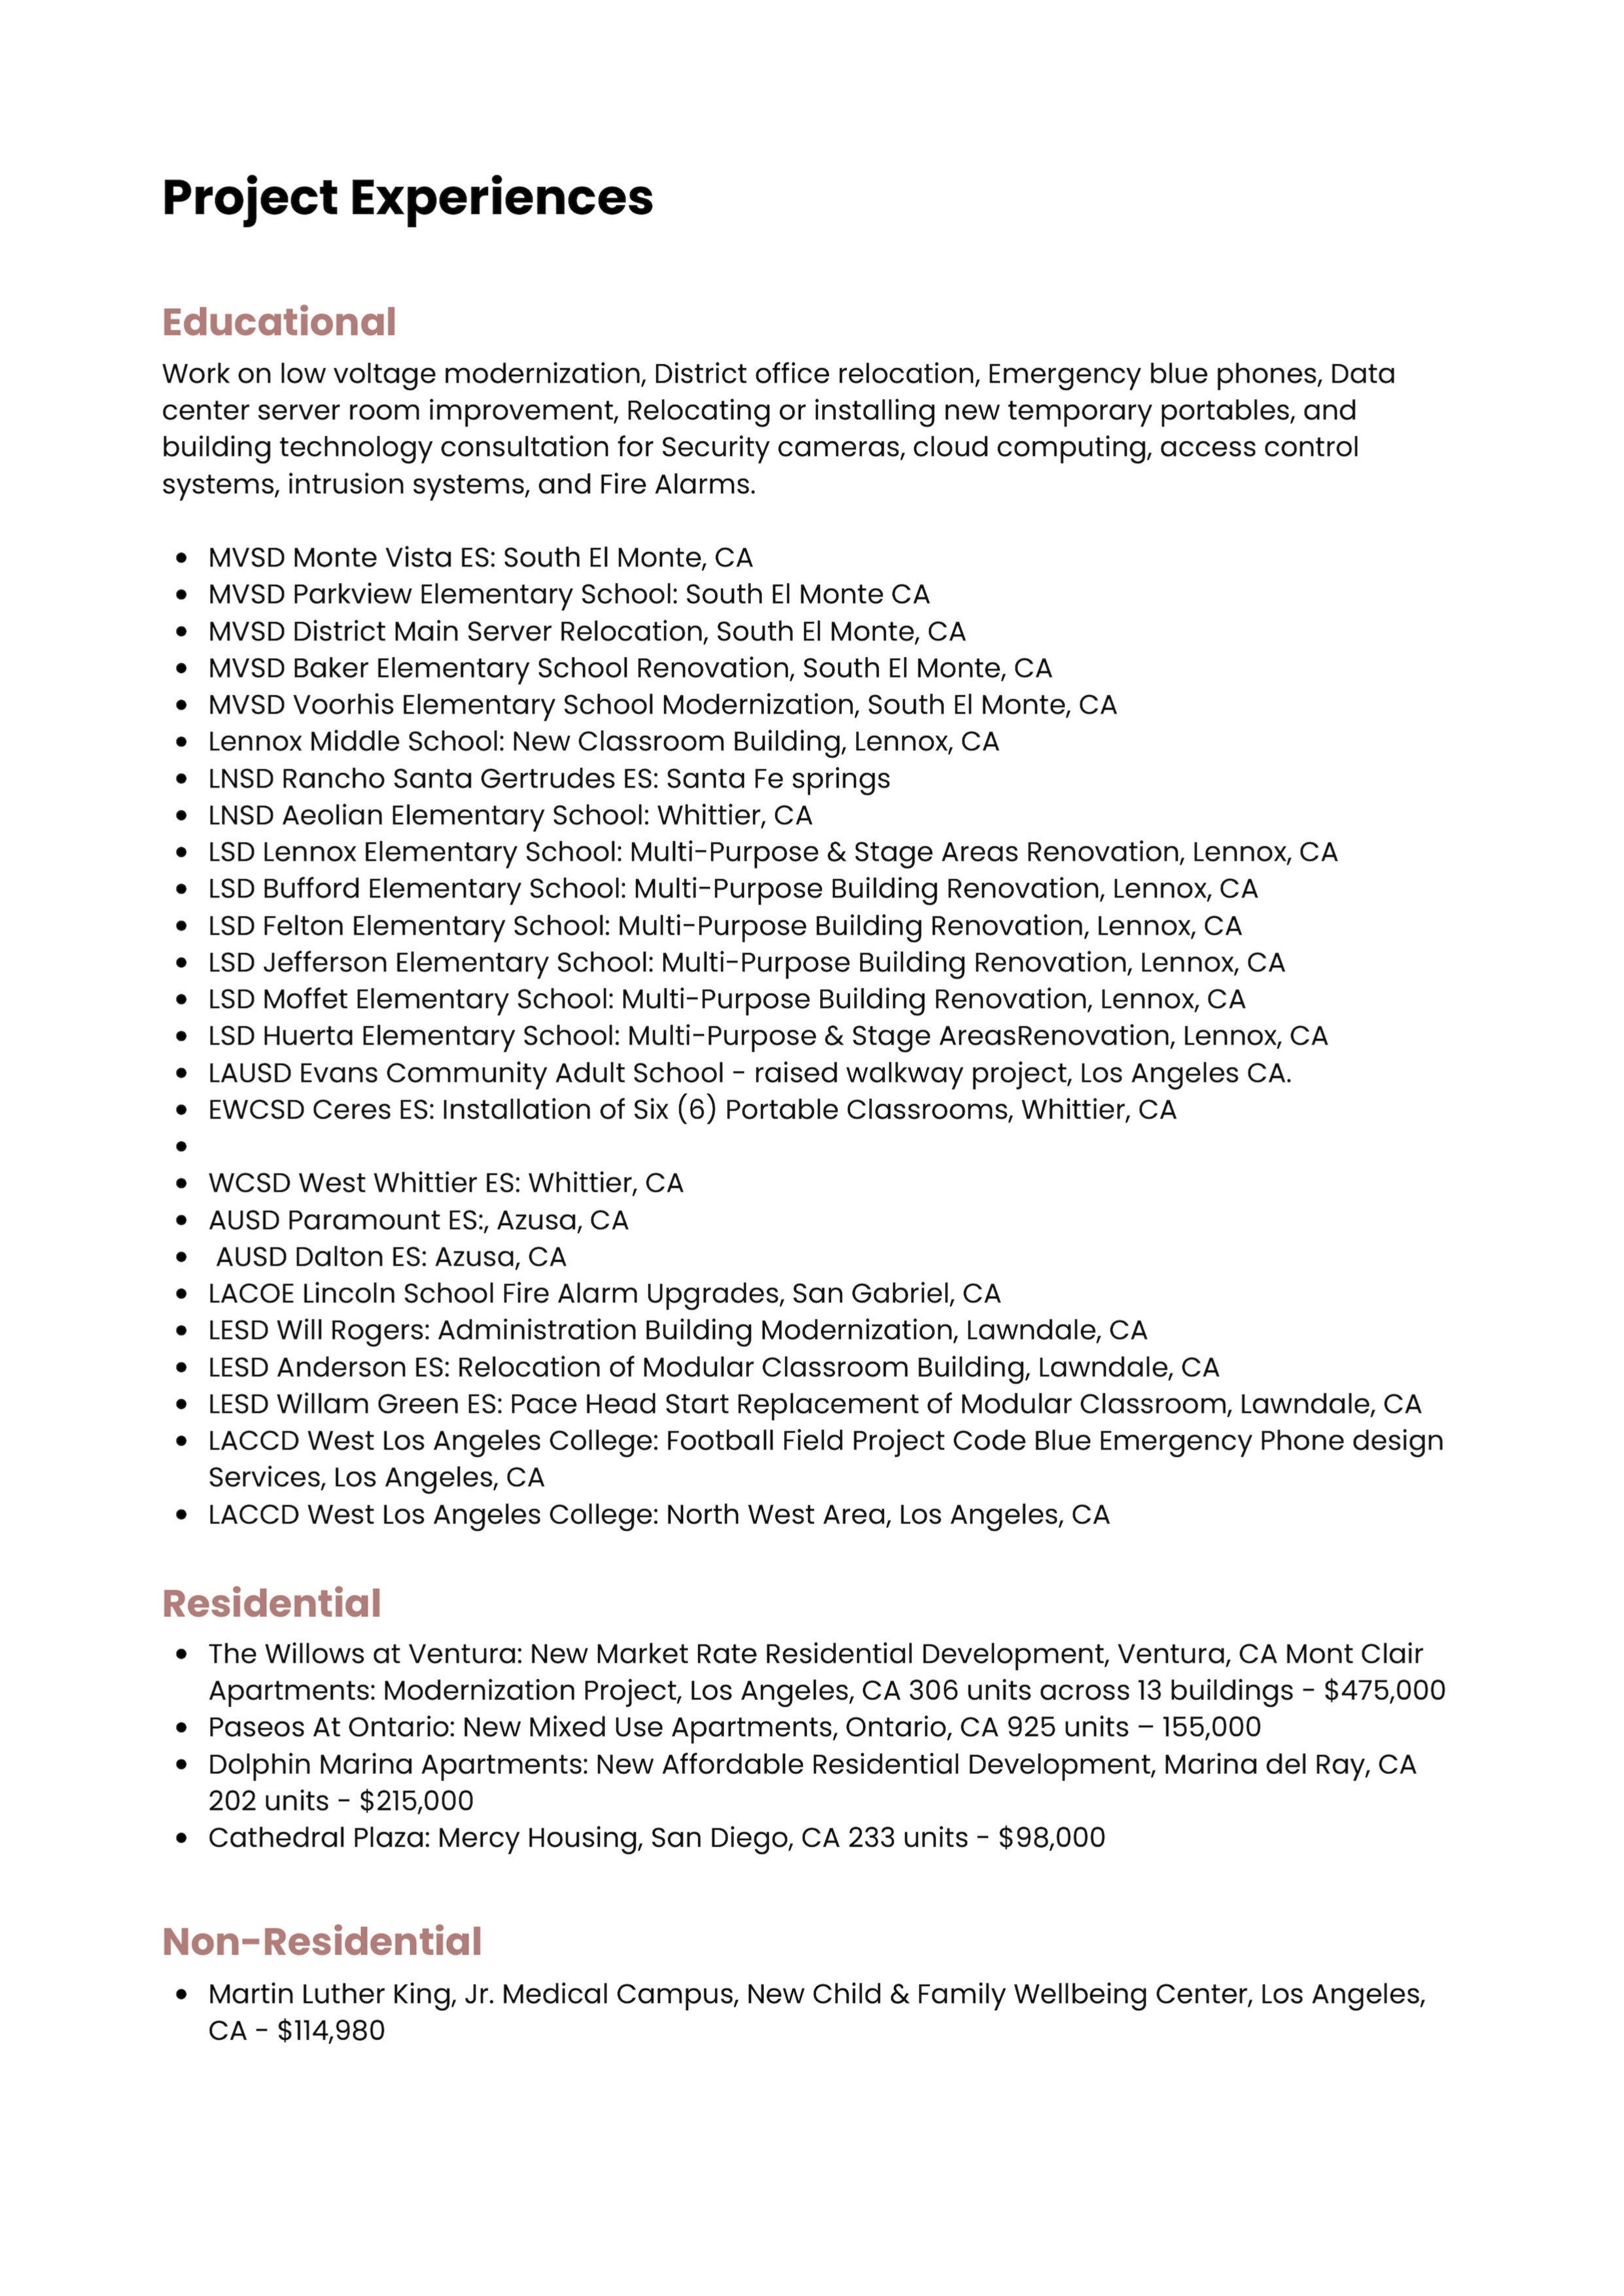 Project Experiences
Educational
Work on low voltage modernization, District office relocation, Emergency blue phones, Data
center server room improvement, Relocating or installing new temporary portables, and
building technology consultation for Security cameras, cloud computing, access control
systems, intrusion systems, and Fire Alarms.
• MVSD Monte Vista ES: South El Monte, CA
• MVSD Parkview Elementary School: South El Monte CA
• MVSD District Main Server Relocation, South El Monte, CA
• MVSD Baker Elementary School Renovation, South El Monte, CA
• MVSD Voorhis Elementary School Modernization, South El Monte, CA
• Lennox Middle School: New Classroom Building, Lennox, CA
• LNSD Rancho Santa Gertrudes ES: Santa Fe springs
• LNSD Aeolian Elementary School: Whittier, CA
• LSD Lennox Elementary School: Multi-Purpose & Stage Areas Renovation, Lennox, CA
• LSD Bufford Elementary School: Multi-Purpose Building Renovation, Lennox, CA
• LSD Felton Elementary School: Multi-Purpose Building Renovation, Lennox, CA
• LSD Jefferson Elementary School: Multi-Purpose Building Renovation, Lennox, CA
• LSD Moffet Elementary School: Multi-Purpose Building Renovation, Lennox, CA
• LSD Huerta Elementary School: Multi-Purpose & Stage AreasRenovation, Lennox, CA
• LAUSD Evans Community Adult School - raised walkway project, Los Angeles CA.
• EWCSD Ceres ES: Installation of Six (6) Portable Classrooms, Whittier, CA
•
• WCSD West Whittier ES: Whittier, CA
• AUSD Paramount ES:, Azusa, CA
• AUSD Dalton ES: Azusa, CA
• LACOE Lincoln School Fire Alarm Upgrades, San Gabriel, CA
• LESD Will Rogers: Administration Building Modernization, Lawndale, CA
• LESD Anderson ES: Relocation of Modular Classroom Building, Lawndale, CA
• LESD Willam Green ES: Pace Head Start Replacement of Modular Classroom, Lawndale, CA
• LACCD West Los Angeles College: Football Field Project Code Blue Emergency Phone design
Services, Los Angeles, CA
• LACCD West Los Angeles College: North West Area, Los Angeles, CA
Residential
• The Willows at Ventura: New Market Rate Residential Development, Ventura, CA Mont Clair
Apartments: Modernization Project, Los Angeles, CA 306 units across 13 buildings - $475,000
• Paseos At Ontario: New Mixed Use Apartments, Ontario, CA 925 units – 155,000
• Dolphin Marina Apartments: New Affordable Residential Development, Marina del Ray, CA
202 units - $215,000
• Cathedral Plaza: Mercy Housing, San Diego, CA 233 units - $98,000
Non-Residential
• Martin Luther King, Jr. Medical Campus, New Child & Family Wellbeing Center, Los Angeles,
CA - $114,980